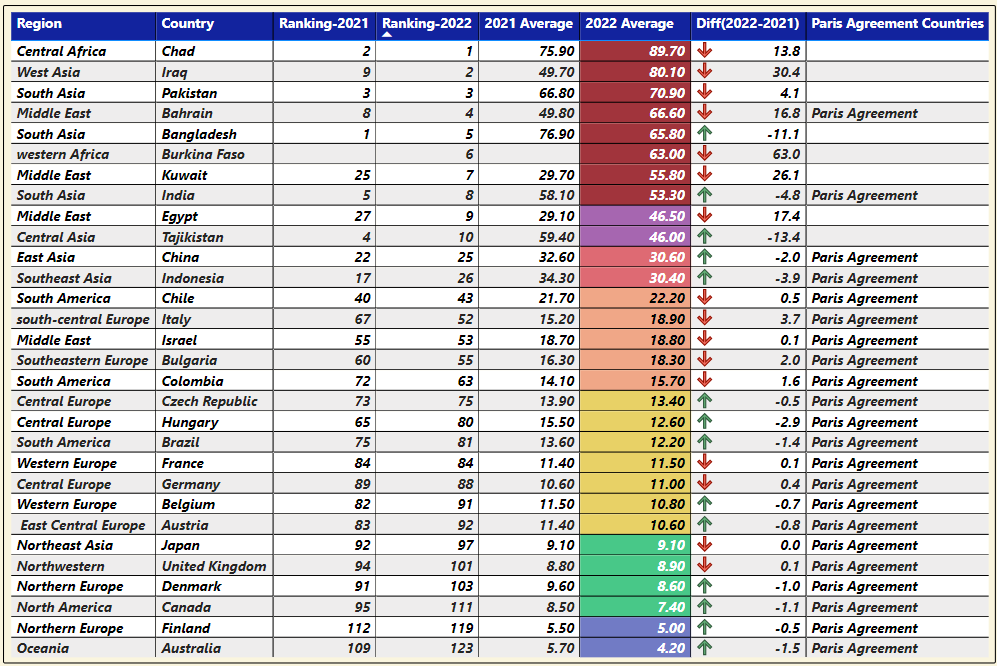 Region Country Ranking-2021 Ranking-2022 2021 Average 2022 Average Diff(2022-2021) Paris Agreement Countries
Central Africa Chad 2 1 75.90 89.70 13.8
West Asia Iraq 9 2 49.70 80.10 30.4
South Asia Pakistan 3 3 66.80 70.90 4.1
Middle East Bahrain 8 4 49.80 66.60 16.8 Paris Agreement
South Asia Bangladesh 1 5 76.90 65.80 -11.1
western Africa Burkina Faso 6 63.00 63.0
Middle East Kuwait 25 7 29.70 55.80 26.1
South Asia India 5 8 58.10 53.30 -4.8 Paris Agreement
Middle East Egypt 27 9 29.10 46.50 17.4
Central Asia Tajikistan 4 10 59.40 46.00 -13.4
East Asia China 22 25 32.60 30.60 -2.0 Paris Agreement
Southeast Asia Indonesia 17 26 34.30 30.40 -3.9 Paris Agreement
South America Chile 40 43 21.70 22.20 0.5 Paris Agreement
south-central Europe Italy 67 52 15.20 18.90 3.7 Paris Agreement
Middle East Israel 55 53 18.70 18.80 0.1 Paris Agreement
Southeastern Europe Bulgaria 60 55 16.30 18.30 2.0 Paris Agreement
South America Colombia 72 63 14.10 15.70 1.6 Paris Agreement
Central Europe Czech Republic 73 75 13.90 13.40 -0.5 Paris Agreement
Central Europe Hungary 65 80 15.50 12.60 -2.9 Paris Agreement
South America Brazil 75 81 13.60 12.20 -1.4 Paris Agreement
Western Europe France 84 84 11.40 11.50 0.1 Paris Agreement
Central Europe Germany 89 88 10.60 11.00 0.4 Paris Agreement
Western Europe Belgium 82 91 11.50 10.80 -0.7 Paris Agreement
East Central Europe Austria 83 92 11.40 10.60 -0.8 Paris Agreement
Northeast Asia Japan 92 97 9.10 9.10 0.0 Paris Agreement
Northwestern United Kingdom 94 101 8.80 8.90 0.1 Paris Agreement
Northern Europe Denmark 91 103 9.60 8.60 -1.0 Paris Agreement
North America Canada 95 111 8.50 7.40 -1.1 Paris Agreement
Northern Europe Finland 112 119 5.50 5.00 -0.5 Paris Agreement
Oceania Australia 109 123 5.70 4.20 -1.5 Paris Agreement